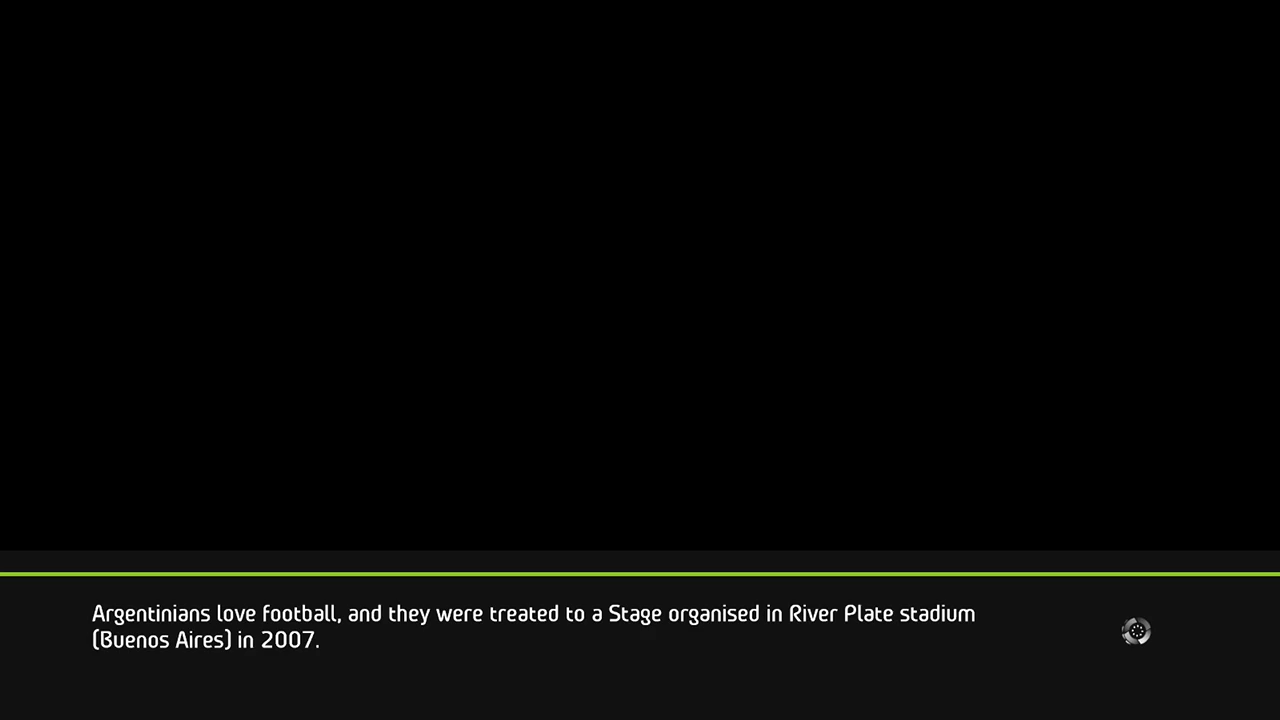 Argentinians love football, and they were treated to a Stage organised in River Plate stadium
(Buenos Aires) in 2007.